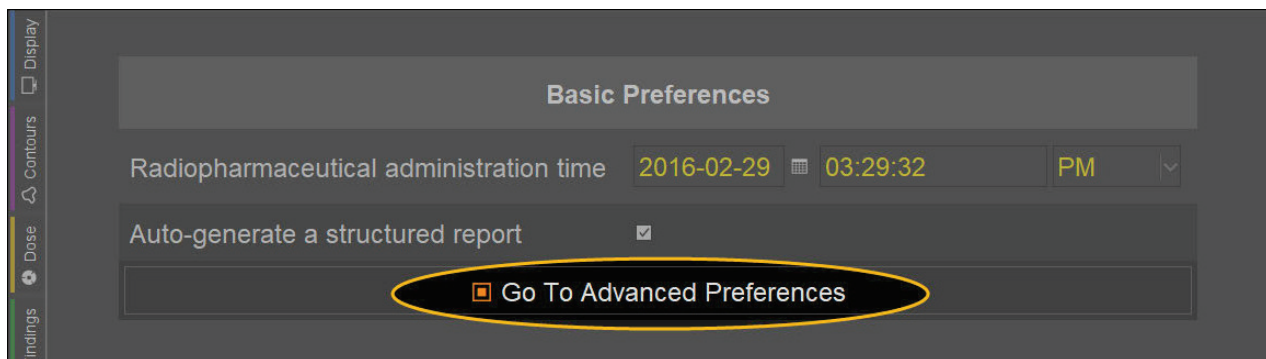 Display
Contours
Dose
indings
Basic Preferences
Radiopharmaceutical administration time 2016-02-29 03:29:32 PM
Auto-generate a structured report
Go To Advanced Preferences